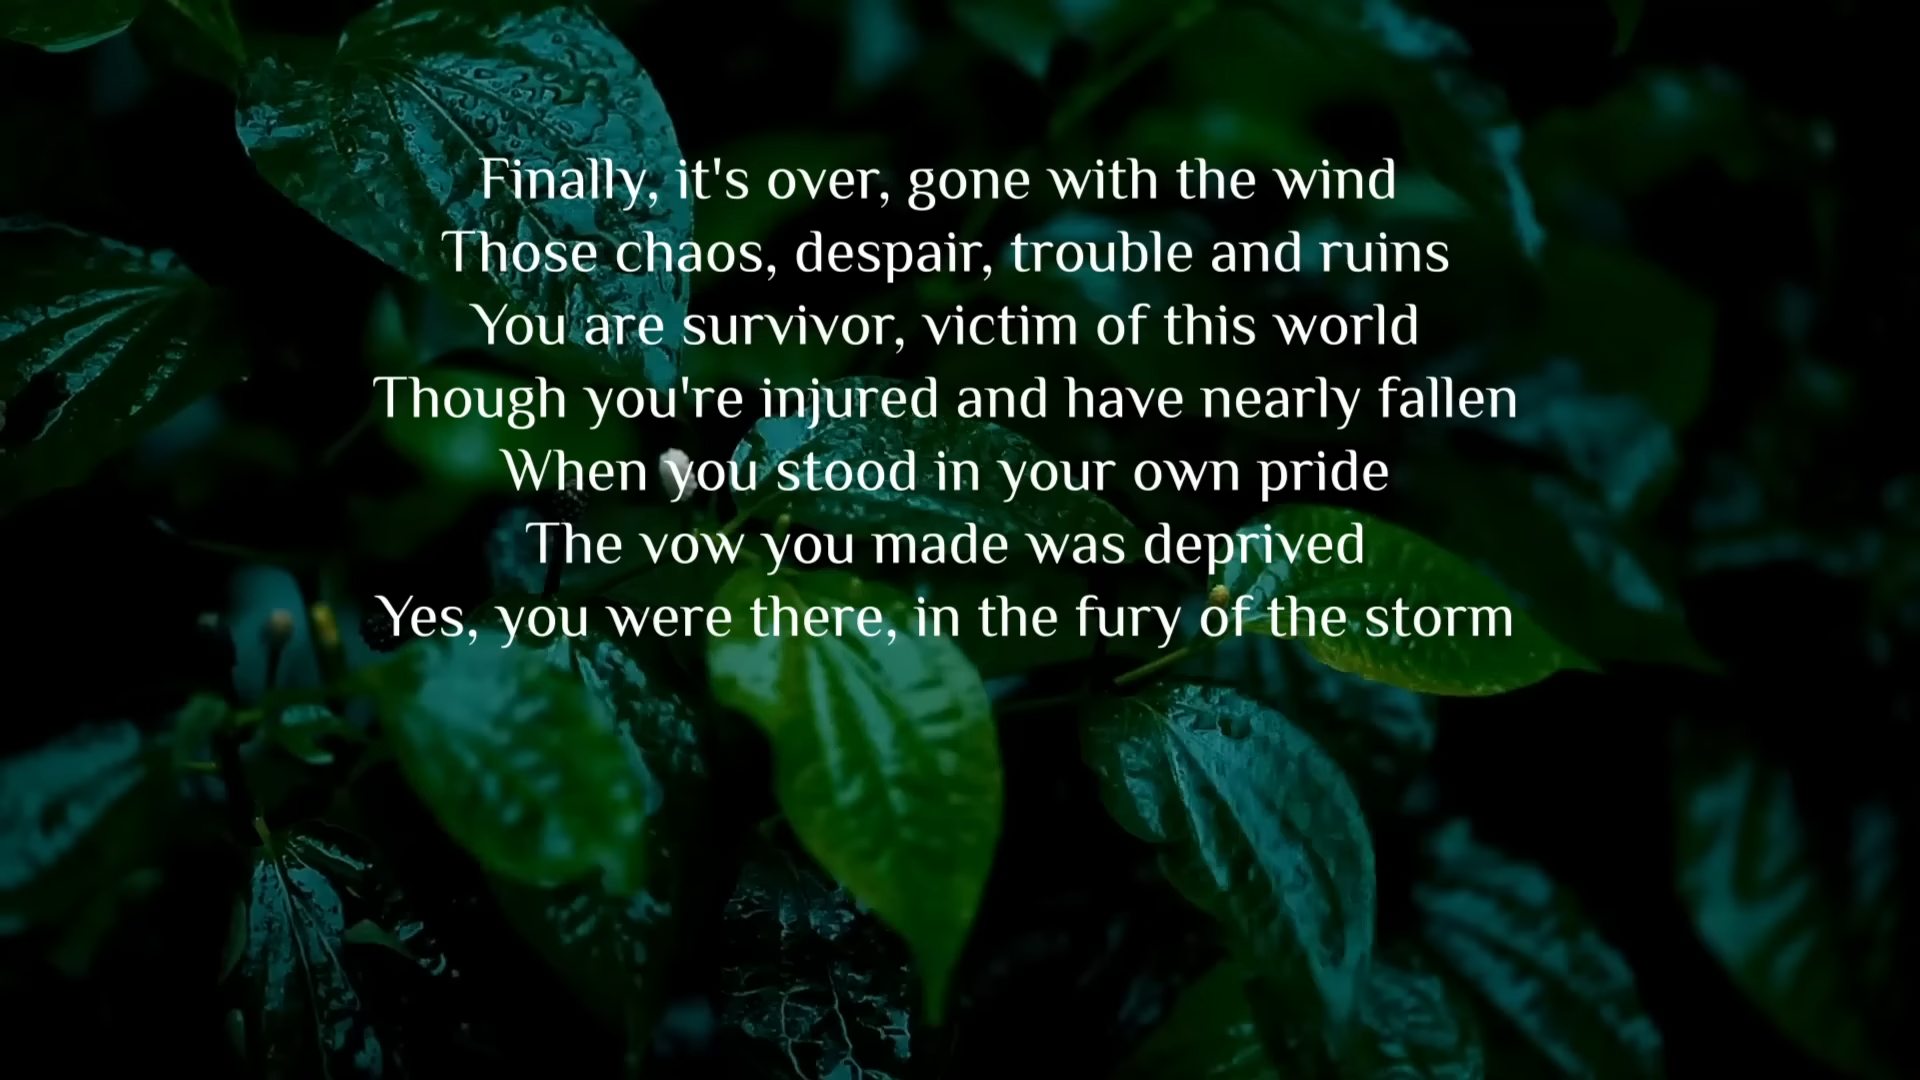 Finally, it's over, gone with the wind
Those chaos, despair, trouble and ruins
You are survivor, victim of this world
Though you're injured and have nearly fallen
When you stood in your own pride
The vow you made was deprived
Yes, you were there, in the fury of the storm